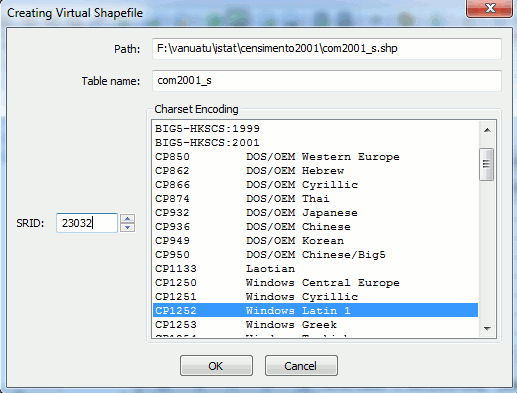 Creating Virtual Shapefile
Path: F:\vanuatu\istat\censimento2001\com2001_s.shp
Table name: com2001_s
Charset Encoding
BIG5-HKSCS:1999
BIG5-HKSCS:2001
CP850 DOS/OEM Western Europe
CP862 DOS/OEM Hebrew
CP866 DOS/OEM Cyrillic
CP874 DOS/OEM Thai
CP932 DOS/OEM Japanese
CP936 DOS/OEM Chinese
CP949 DOS/OEM Korean
CP950 DOS/OEM Chinese/Big5
CP1133 Laotian
CP1250 Windows Central Europe
CP1251 Windows Cyrillic
CP1252 Windows Latin 1
CP1253 Windows Greek
SRID: 23032
OK Cancel